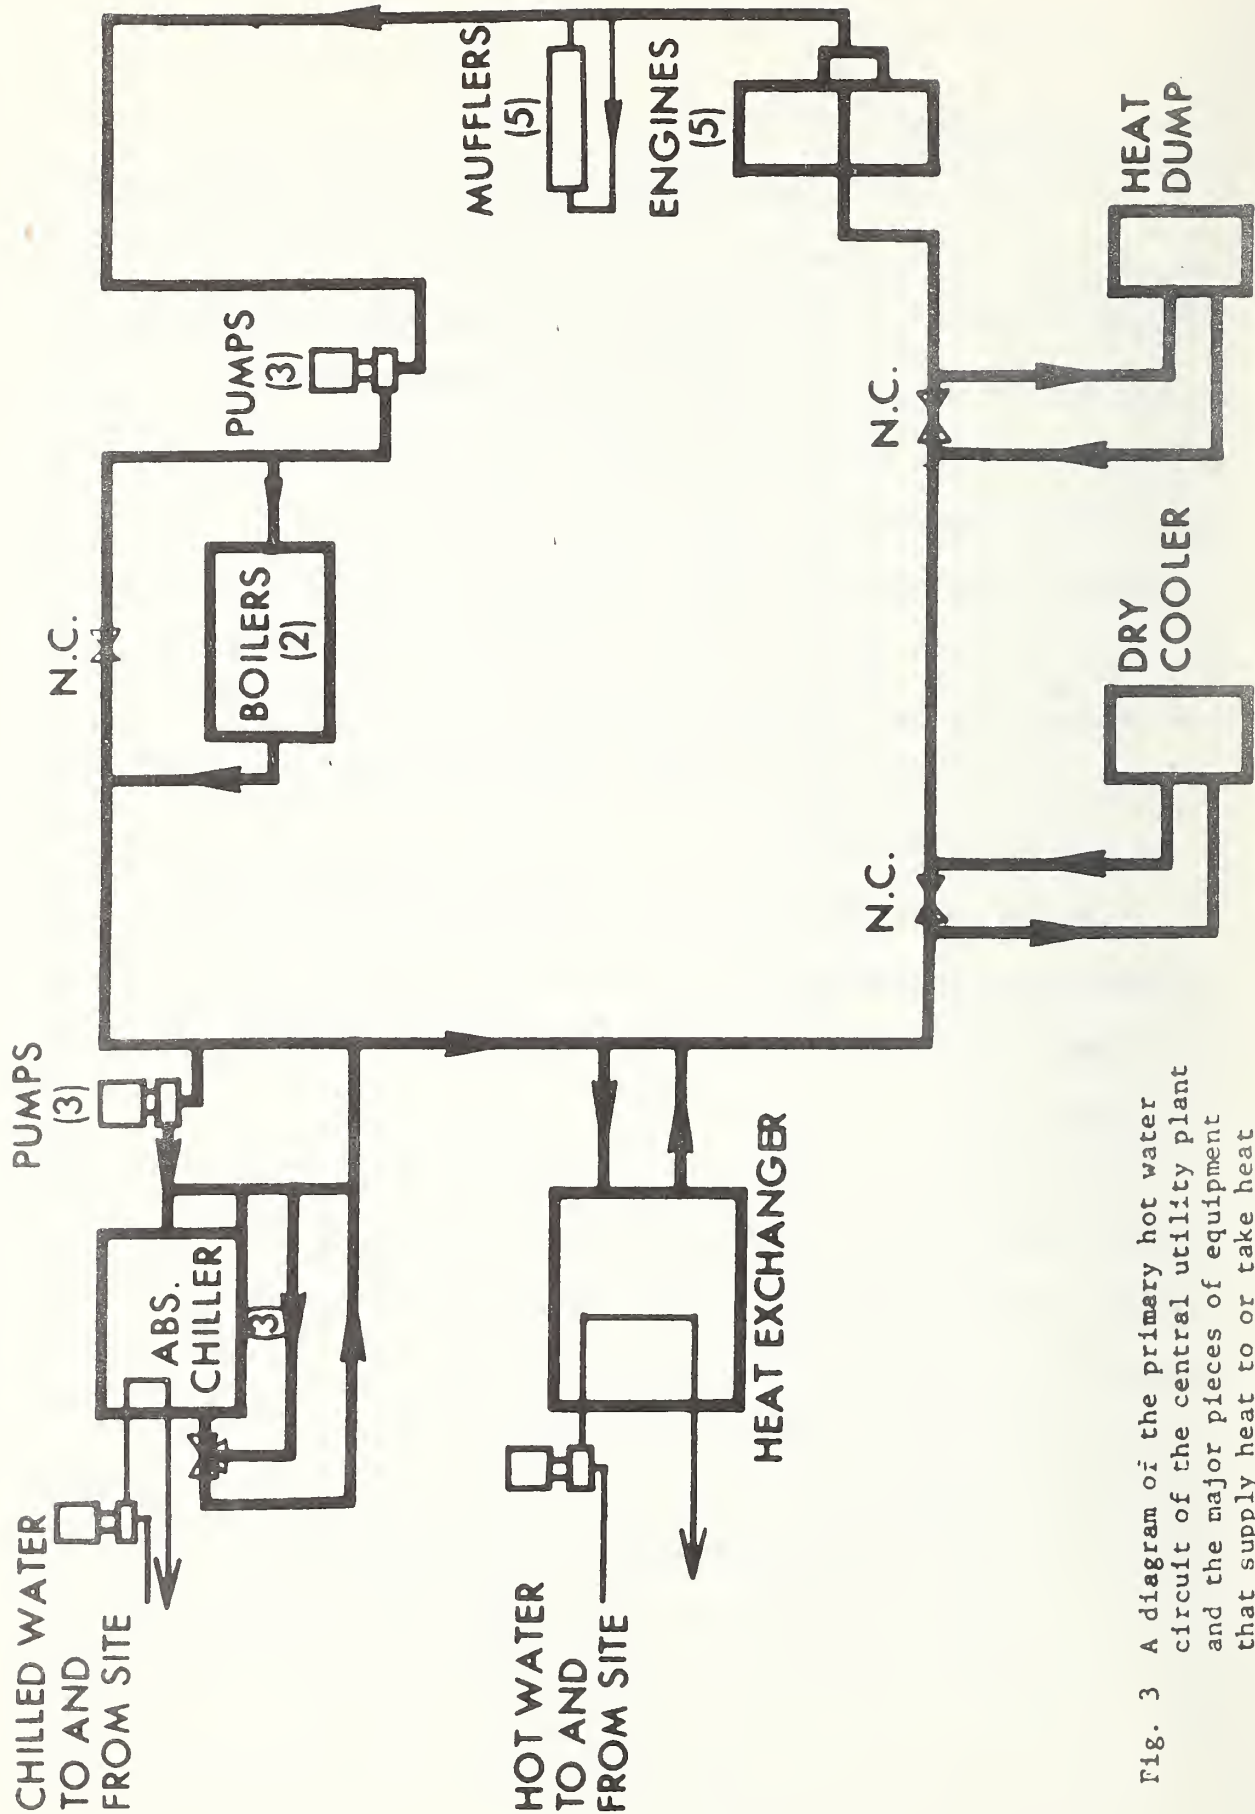 CHILLED WATER
TO AND
FROM SITE
PUMPS
(3)
ABS.
CHILLER
(3)
N.C.
BOILERS
(2)
PUMPS
(3)
MUFFLERS
(5)
ENGINES
(5)
HOT WATER
TO AND
FROM SITE
HEAT EXCHANGER
N.C.
N.C.
DRY
COOLER
HEAT
DUMP
Fig. 3 A diagram of the primary hot water
circuit of the central utility plant
and the major pieces of equipment
that supply heat to or take heat